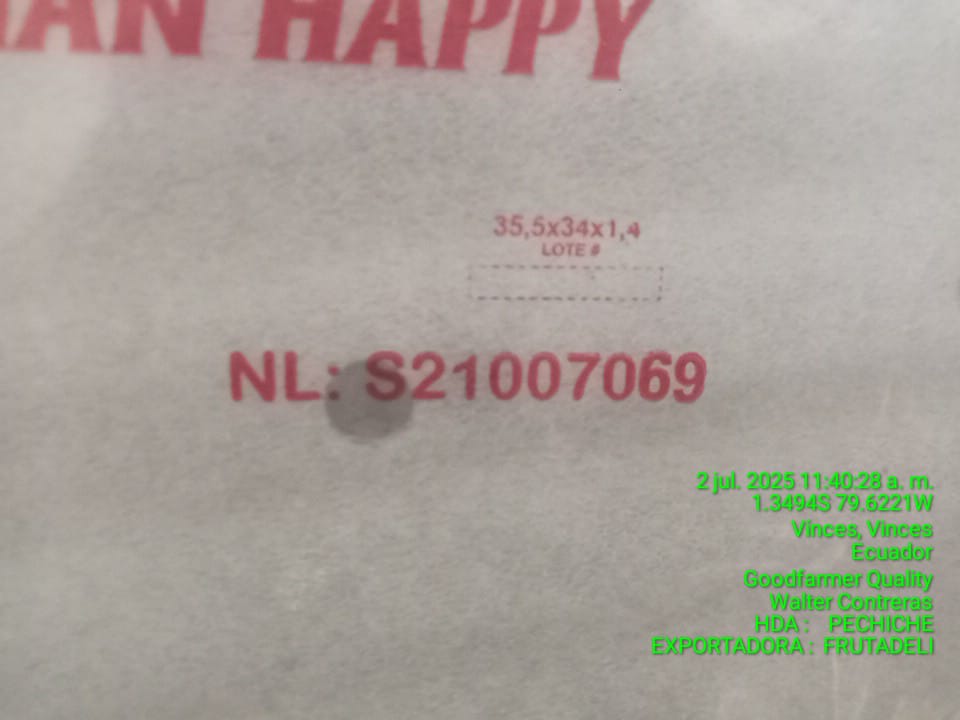 HAPPY
35,5x34x1,4
LOTE #
NL: S21007069
2 jul. 2025 11:40:28 a. m.
1.3494S 79.6221W
Vinces, Vinces
Ecuador
Goodfarmer Quality
Walter Contreras
HDA : PECHICHE
EXPORTADORA : FRUTADELI